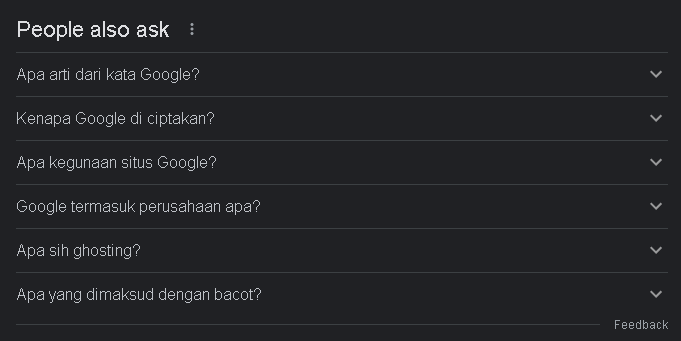 People also ask
Apa arti dari kata Google?
Kenapa Google di ciptakan?
Apa kegunaan situs Google?
Google termasuk perusahaan apa?
Apa sih ghosting?
Apa yang dimaksud dengan bacot?
Feedback